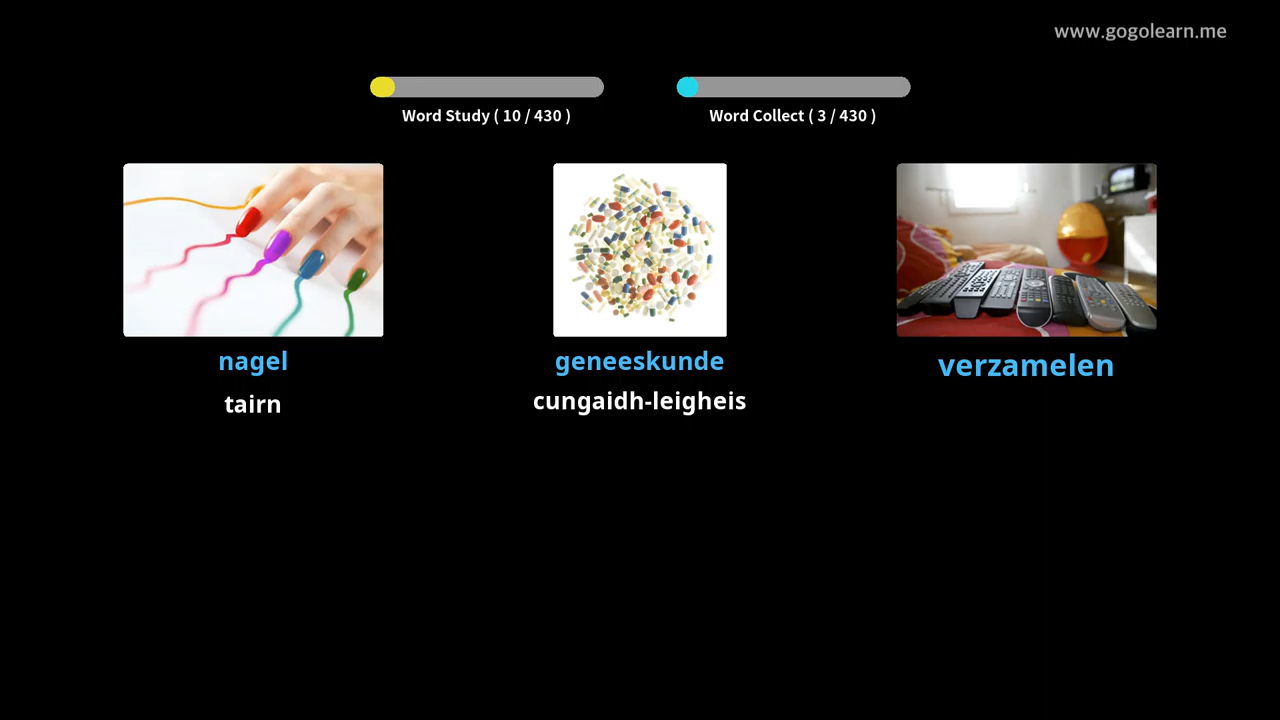 www.gogolearn.me
Word Study ( 10 / 430 )
Word Collect ( 3 / 430 )
nagel
geneeskunde
verzamelen
tairn
cungaidh-leigheis